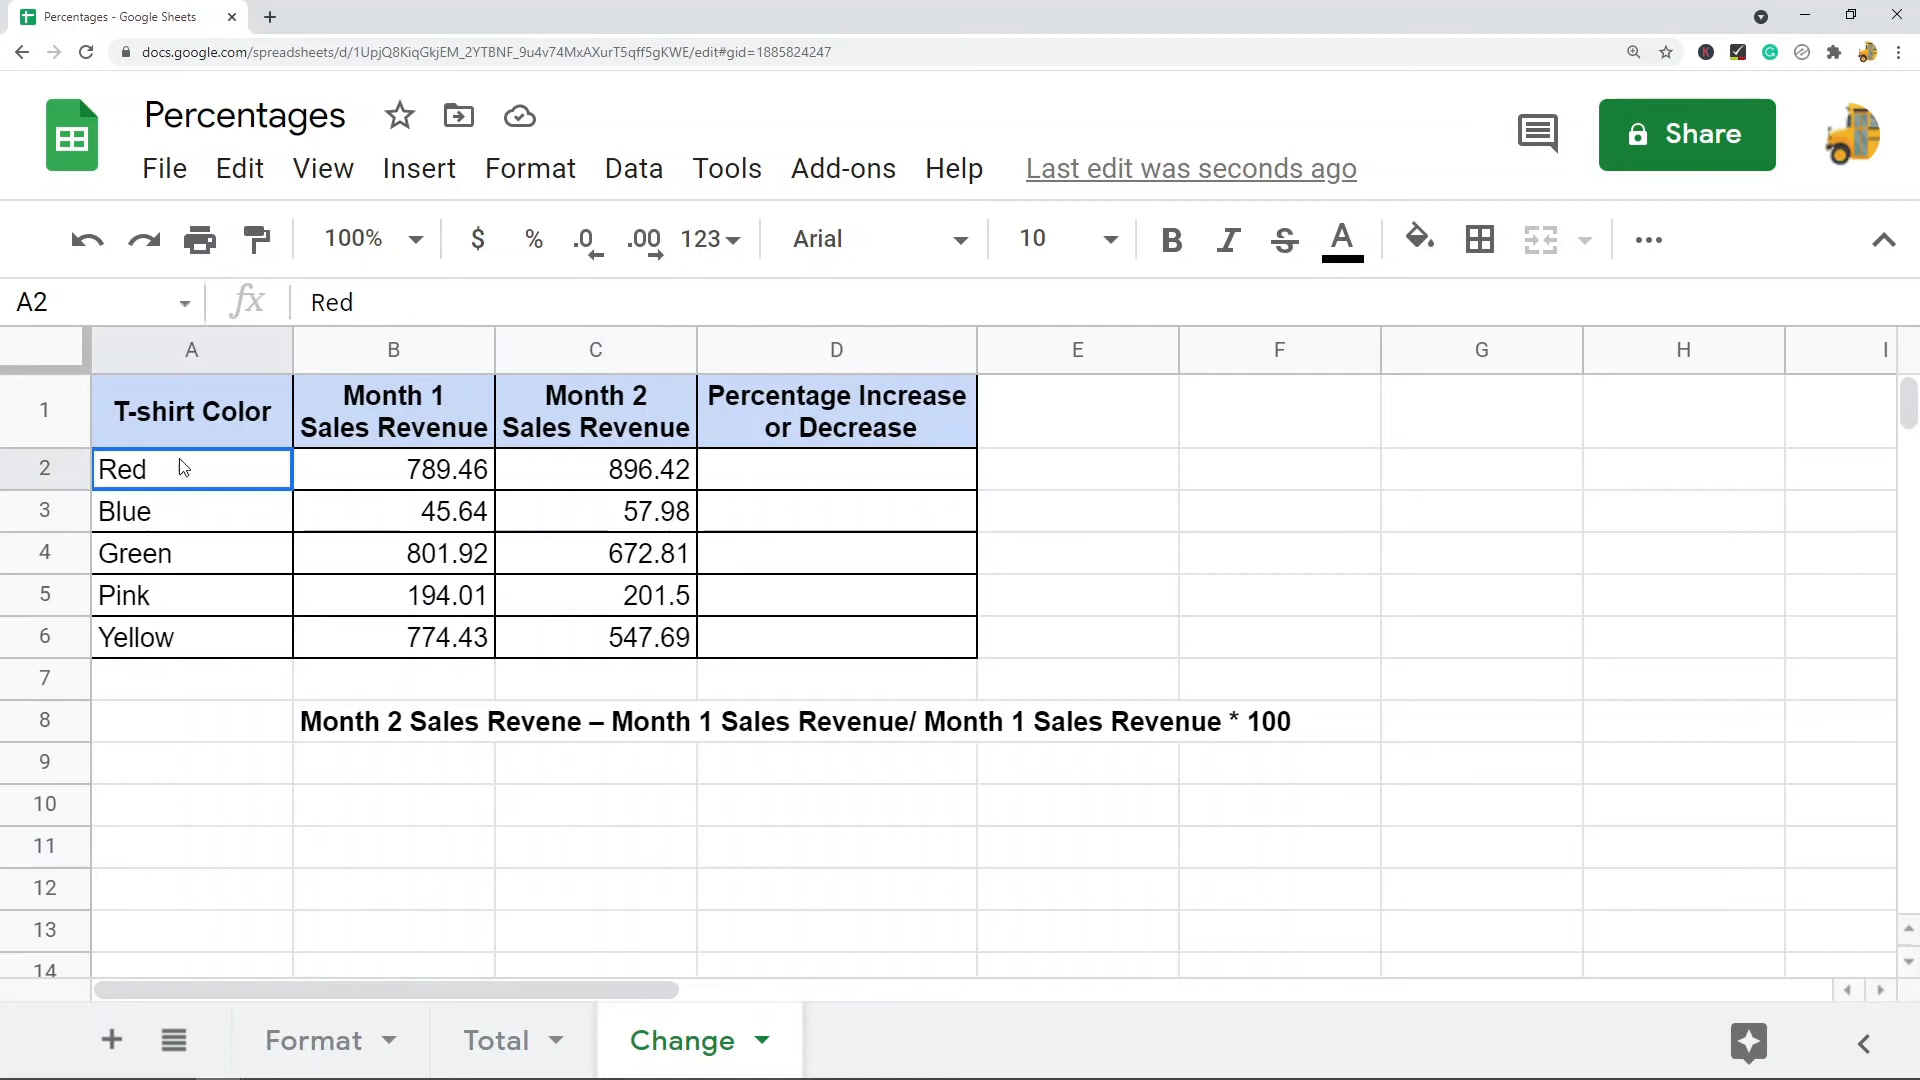 Percentages - Google Sheets
docs.google.com/spreadsheets/d/1UpjQ8KiqGkjEM_2YTBNF_9u4v74MxAXurT5qff5gKWE/edit#gid=1885824247
Percentages
Share
File Edit View Insert Format Data Tools Add-ons Help Last edit was seconds ago
100% $ % .0 .00 123 Arial 10 B I S A
A2 fx Red
A B C D E F G H I
1 T-shirt Color Month 1 Sales Revenue Month 2 Sales Revenue Percentage Increase or Decrease
2 Red 789.46 896.42
3 Blue 45.64 57.98
4 Green 801.92 672.81
5 Pink 194.01 201.5
6 Yellow 774.43 547.69
7
8 Month 2 Sales Revene – Month 1 Sales Revenue/ Month 1 Sales Revenue * 100
9
10
11
12
13
14
Format Total Change